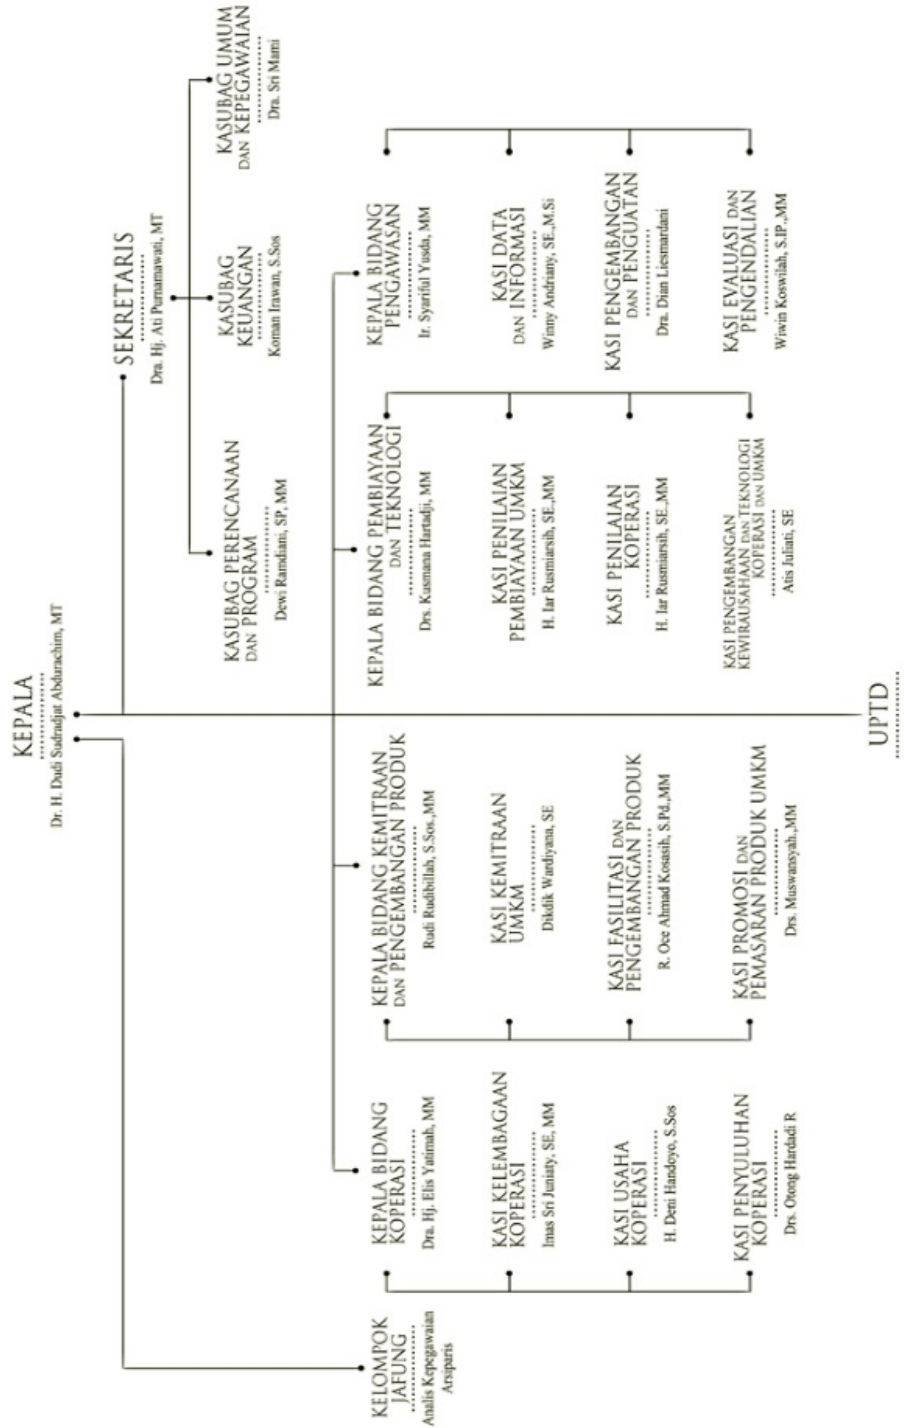 KEPALA
Dr. H. Dudi Sudradjat Abdurachim, MT
SEKRETARIS
Dra. Hj. Ati Purnamawati, MT
KASUBAG PERENCANAAN
DAN PROGRAM
Dewi Ramdiani, SP, MM
KASUBAG
KEUANGAN
Koman Irawan, S.Sos
KASUBAG UMUM
DAN KEPEGAWAIAN
Dra. Sri Mami
KELOMPOK
JAFUNG
Analis Kepegawaian
Arsiparis
KEPALA BIDANG
KOPERASI
Dra. Hj. Elis Yatimah, MM
KASI KELEMBAGAAN
KOPERASI
Imas Sri Juniaty, SE, MM
KASI USAHA
KOPERASI
H. Deni Handoyo, S.Sos
KASI PENYULUHAN
KOPERASI
Drs. Otong Hardadi R
KEPALA BIDANG KEMITRAAN
DAN PENGEMBANGAN PRODUK
Rudi Rudibillah, S.Sos.,MM
KASI KEMITRAAN
UMKM
Dikdik Wardiyana, SE
KASI FASILITASI DAN
PENGEMBANGAN PRODUK
R. Oce Ahmad Kosasih, S.Pd.,MM
KASI PROMOSI DAN
PEMASARAN PRODUK UMKM
Drs. Muswansyah.,MM
KEPALA BIDANG PEMBIAYAAN
DAN TEKNOLOGI
Drs. Kusmana Hartadji, MM
KASI PENILAIAN
PEMBIAYAAN UMKM
H. Iar Rusmiarsih, SE.,MM
KASI PENILAIAN
KOPERASI
H. Iar Rusmiarsih, SE.,MM
KASI PENGEMBANGAN
KEWIRAUSAHAAN DAN TEKNOLOGI
KOPERASI DAN UMKM
Atis Juliati, SE
KEPALA BIDANG
PENGAWASAN
Ir. Syariful Yusda, MM
KASI DATA
DAN INFORMASI
Winny Andriany, SE.,M.Si
KASI PENGEMBANGAN
DAN PENGUATAN
Dra. Dian Liesmardani
KASI EVALUASI DAN
PENGENDALIAN
Wiwin Koswilah, S.IP.,MM
UPTD